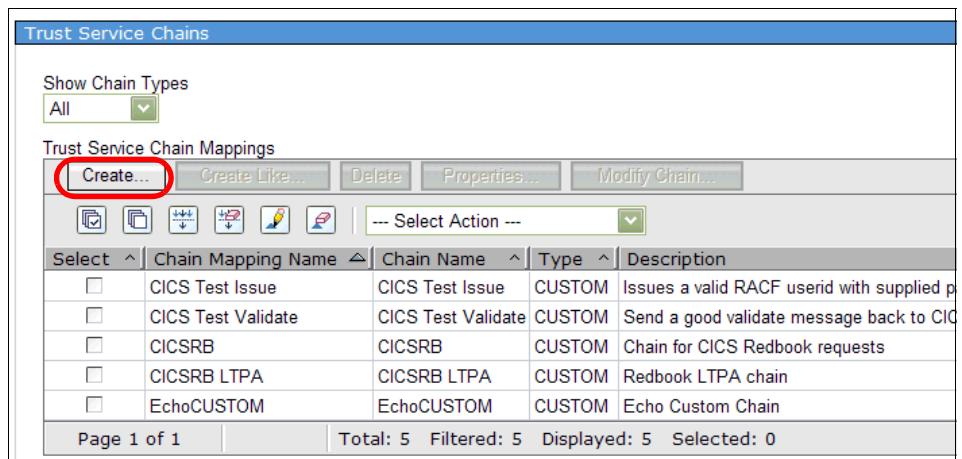 Trust Service Chains
Show Chain Types
All
Trust Service Chain Mappings
Create... Create Like... Delete Properties... Modify Chain...
--- Select Action ---
Select Chain Mapping Name Chain Name Type Description
CICS Test Issue CICS Test Issue CUSTOM Issues a valid RACF userid with supplied p
CICS Test Validate CICS Test Validate CUSTOM Send a good validate message back to CIC
CICSRB CICSRB CUSTOM Chain for CICS Redbook requests
CICSRB LTPA CICSRB LTPA CUSTOM Redbook LTPA chain
EchoCUSTOM EchoCUSTOM CUSTOM Echo Custom Chain
Page 1 of 1 Total: 5 Filtered: 5 Displayed: 5 Selected: 0